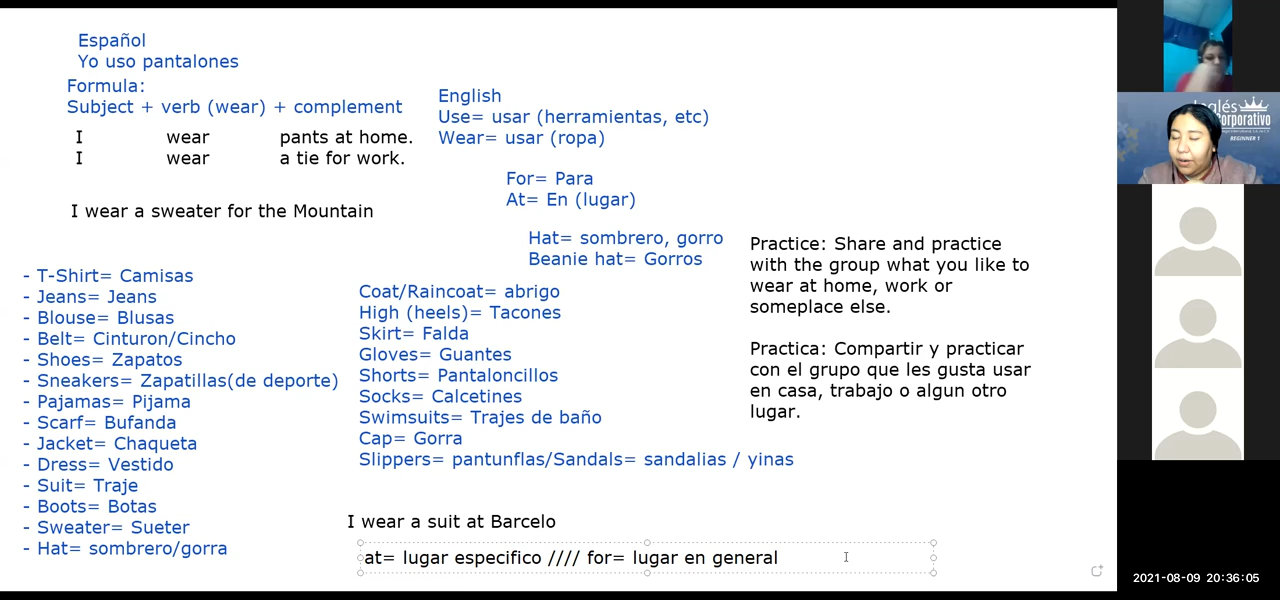 Español
Yo uso pantalones
Formula:
Subject + verb (wear) + complement
I wear pants at home.
I wear a tie for work.
I wear a sweater for the Mountain
English
Use= usar (herramientas, etc)
Wear= usar (ropa)
For= Para
At= En (lugar)
Hat= sombrero, gorro
Beanie hat= Gorros
- T-Shirt= Camisas
- Jeans= Jeans
- Blouse= Blusas
- Belt= Cinturon/Cincho
- Shoes= Zapatos
- Sneakers= Zapatillas(de deporte)
- Pajamas= Pijama
- Scarf= Bufanda
- Jacket= Chaqueta
- Dress= Vestido
- Suit= Traje
- Boots= Botas
- Sweater= Sueter
- Hat= sombrero/gorra
Coat/Raincoat= abrigo
High (heels)= Tacones
Skirt= Falda
Gloves= Guantes
Shorts= Pantaloncillos
Socks= Calcetines
Swimsuits= Trajes de baño
Cap= Gorra
Slippers= pantunflas/Sandals= sandalias / yinas
Practice: Share and practice
with the group what you like to
wear at home, work or
someplace else.
Practica: Compartir y practicar
con el grupo que les gusta usar
en casa, trabajo o algun otro
lugar.
I wear a suit at Barcelo
at= lugar especifico //// for= lugar en general
BEGINNER 1
2021-08-09 20:36:05